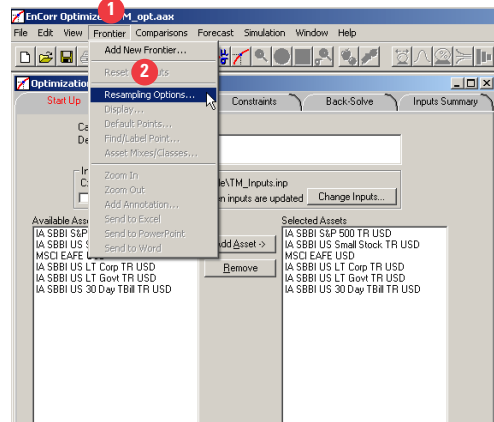 EnCorr Optimize M_opt.aax
1
File Edit View Frontier Comparisons Forecast Simulation Window Help
Add New Frontier...
Reset uts
2
Resampling Options...
Display...
Default Points...
Find/Label Point...
Asset Mixes/Classes...
Zoom In
Zoom Out
Add Annotation...
Send to Excel
Send to PowerPoint
Send to Word
Optimization
Start Up Constraints Back-Solve Inputs Summary
Ca
De
In
C: le\TM_Inputs.inp
en inputs are updated Change Inputs...
Available Asse Selected Assets
IA SBBI S&P IA SBBI S&P 500 TR USD
IA SBBI US S Add Asset -> IA SBBI US Small Stock TR USD
MSCI EAFE USD MSCI EAFE USD
IA SBBI US LT Corp TR USD Remove IA SBBI US LT Corp TR USD
IA SBBI US LT Govt TR USD IA SBBI US LT Govt TR USD
IA SBBI US 30 Day TBill TR USD IA SBBI US 30 Day TBill TR USD